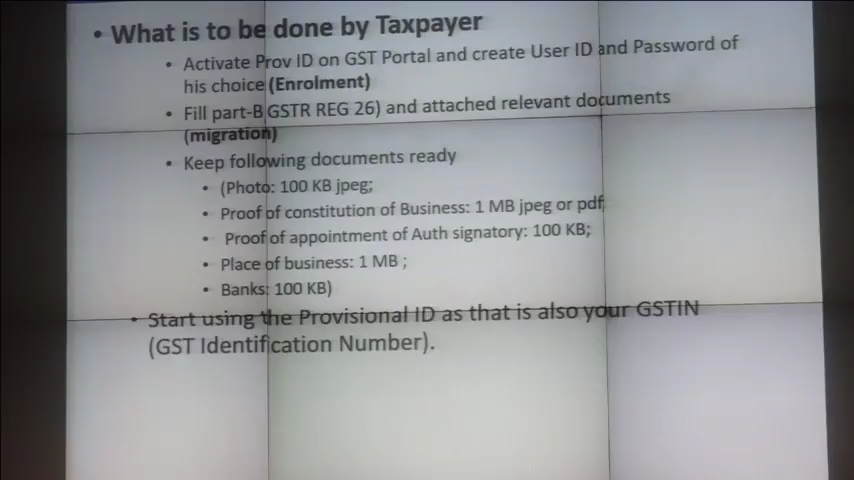 • What is to be done by Taxpayer
• Activate Prov ID on GST Portal and create User ID and Password of
his choice (Enrolment)
• Fill part-B GSTR REG 26) and attached relevant documents
(migration)
• Keep following documents ready
• (Photo: 100 KB jpeg;
• Proof of constitution of Business: 1 MB jpeg or pdf;
• Proof of appointment of Auth signatory: 100 KB;
• Place of business: 1 MB ;
• Banks: 100 KB)
• Start using the Provisional ID as that is also your GSTIN
(GST Identification Number).